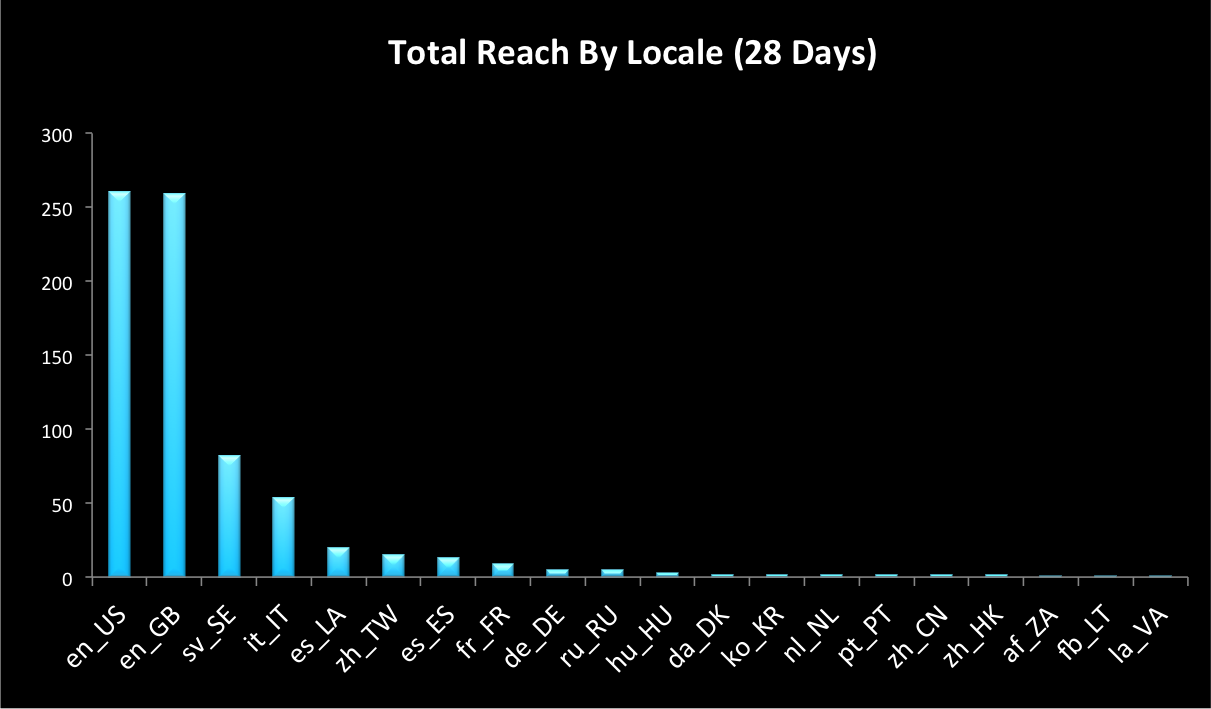 Total Reach By Locale (28 Days)
300
250
200
150
100
50
0
en_US
en_GB
sv_SE
it_IT
es_LA
zh_TW
es_ES
fr_FR
de_DE
ru_RU
hu_HU
da_DK
ko_KR
nl_NL
pt_PT
zh_CN
zh_HK
af_ZA
fb_LT
la_VA